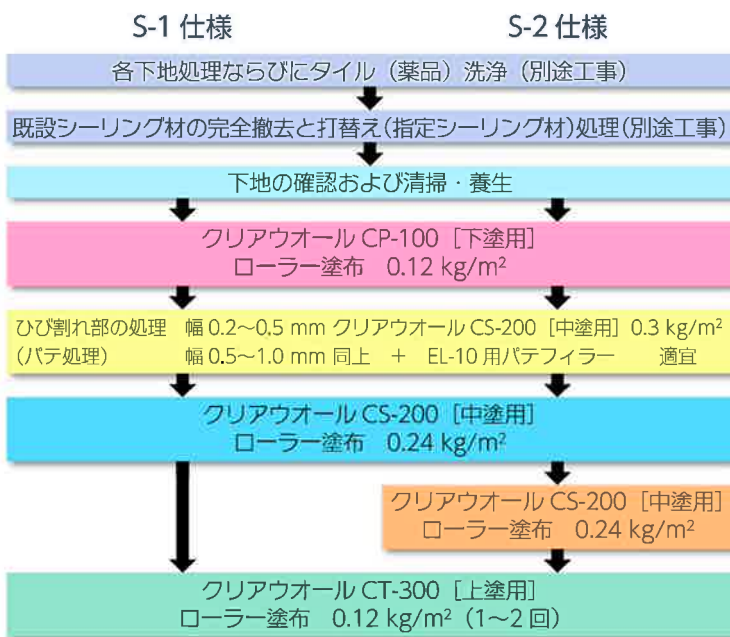 S-1 仕様
S-2 仕様
各下地処理ならびにタイル（薬品）洗浄（別途工事）
既設シーリング材の完全撤去と打替え(指定シーリング材)処理(別途工事)
下地の確認および清掃・養生
クリアウオール CP-100［下塗用］
ローラー塗布　0.12 kg/m²
ひび割れ部の処理　幅 0.2～0.5 mm クリアウオール CS-200［中塗用］0.3 kg/m²
(パテ処理)　幅 0.5～1.0 mm 同上　+　EL-10 用パテフィラー　適宜
クリアウオール CS-200［中塗用］
ローラー塗布　0.24 kg/m²
クリアウオール CS-200［中塗用］
ローラー塗布　0.24 kg/m²
クリアウオール CT-300［上塗用］
ローラー塗布　0.12 kg/m²（1～2 回）